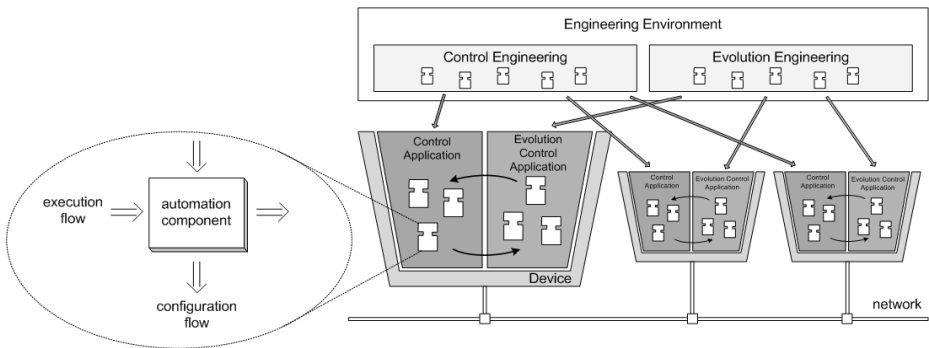 Engineering Environment
Control Engineering
Evolution Engineering
Control
Application
Evolution
Control
Application
Control
Application
Evolution Control
Application
Control
Application
Evolution Control
Application
execution
flow
automation
component
configuration
flow
Device
network